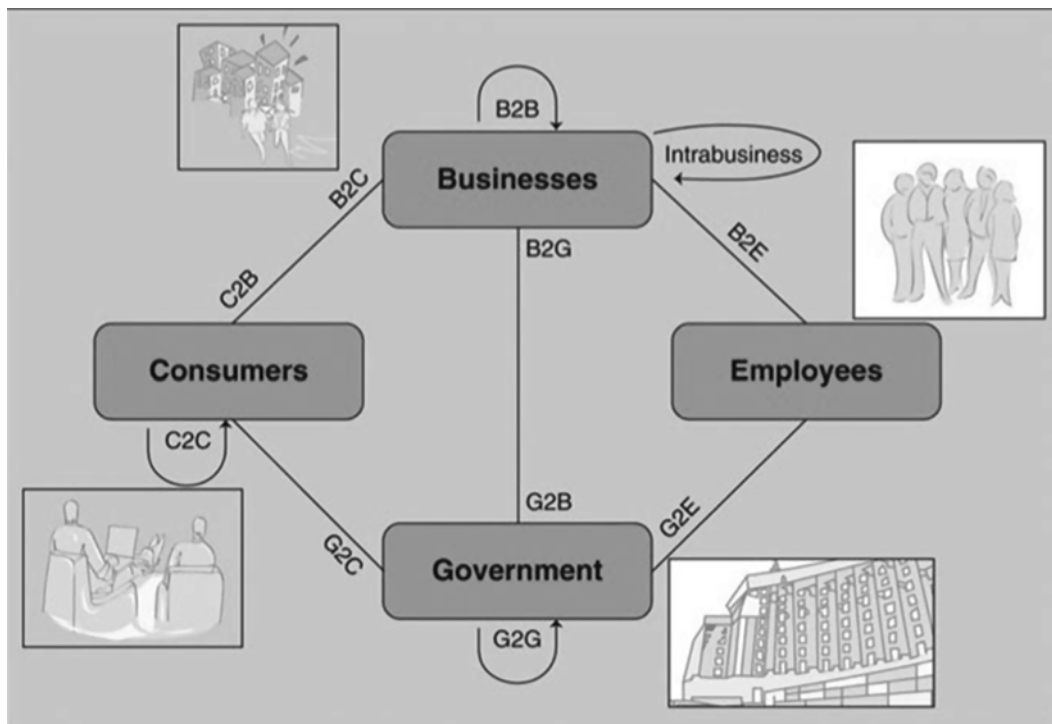 B2B
Businesses
Intrabusiness
B2C
B2G
B2E
C2B
Consumers
Employees
C2C
G2B
G2C
G2E
Government
G2G